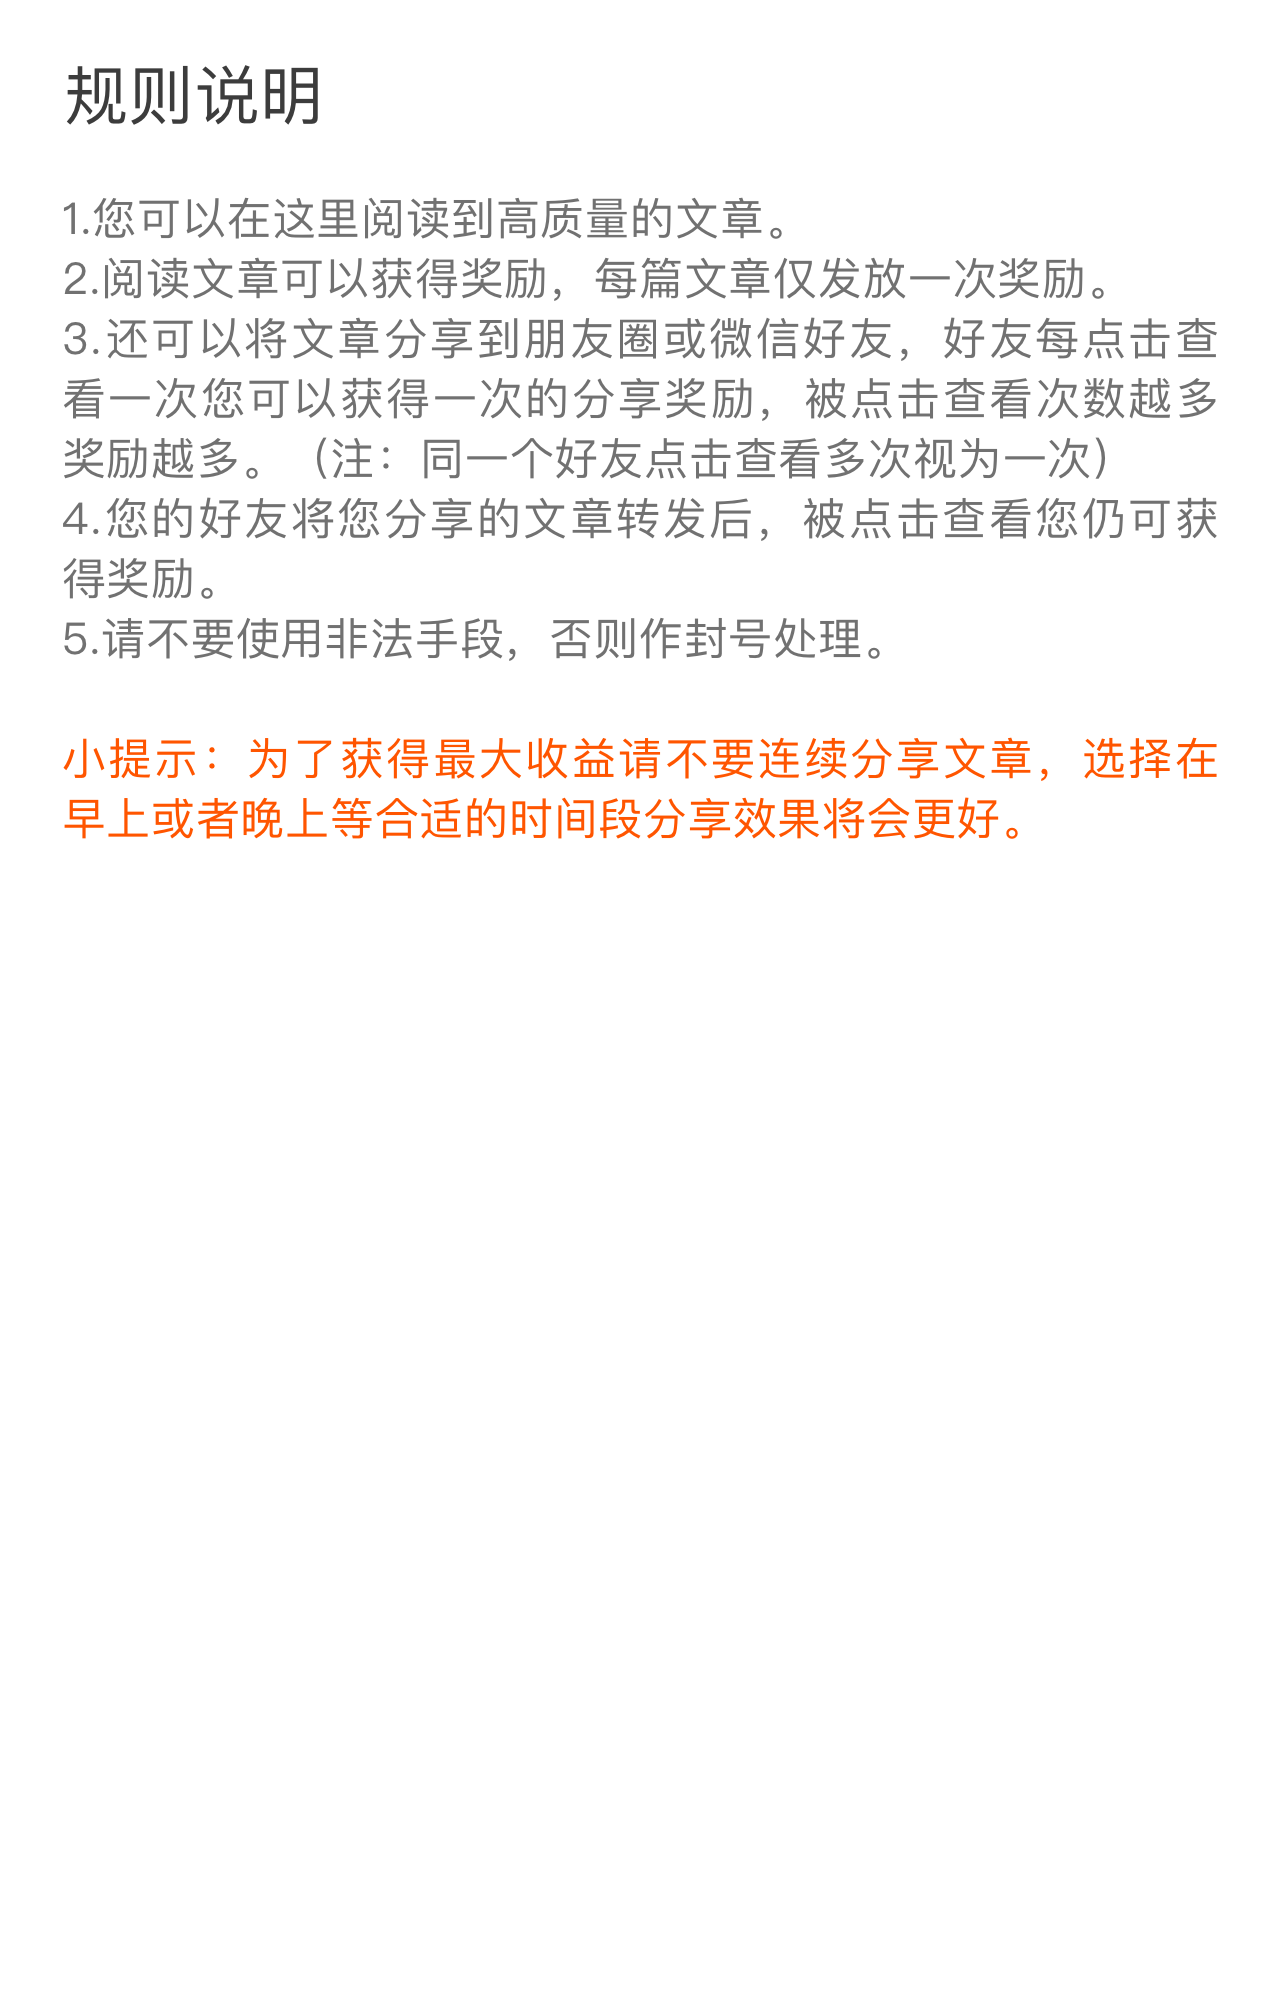 规则说明
1.您可以在这里阅读到高质量的文章。
2.阅读文章可以获得奖励，每篇文章仅发放一次奖励。
3.还可以将文章分享到朋友圈或微信好友，好友每点击查
看一次您可以获得一次的分享奖励，被点击查看次数越多
奖励越多。（注：同一个好友点击查看多次视为一次）
4.您的好友将您分享的文章转发后，被点击查看您仍可获
得奖励。
5.请不要使用非法手段，否则作封号处理。
小提示：为了获得最大收益请不要连续分享文章，选择在
早上或者晚上等合适的时间段分享效果将会更好。